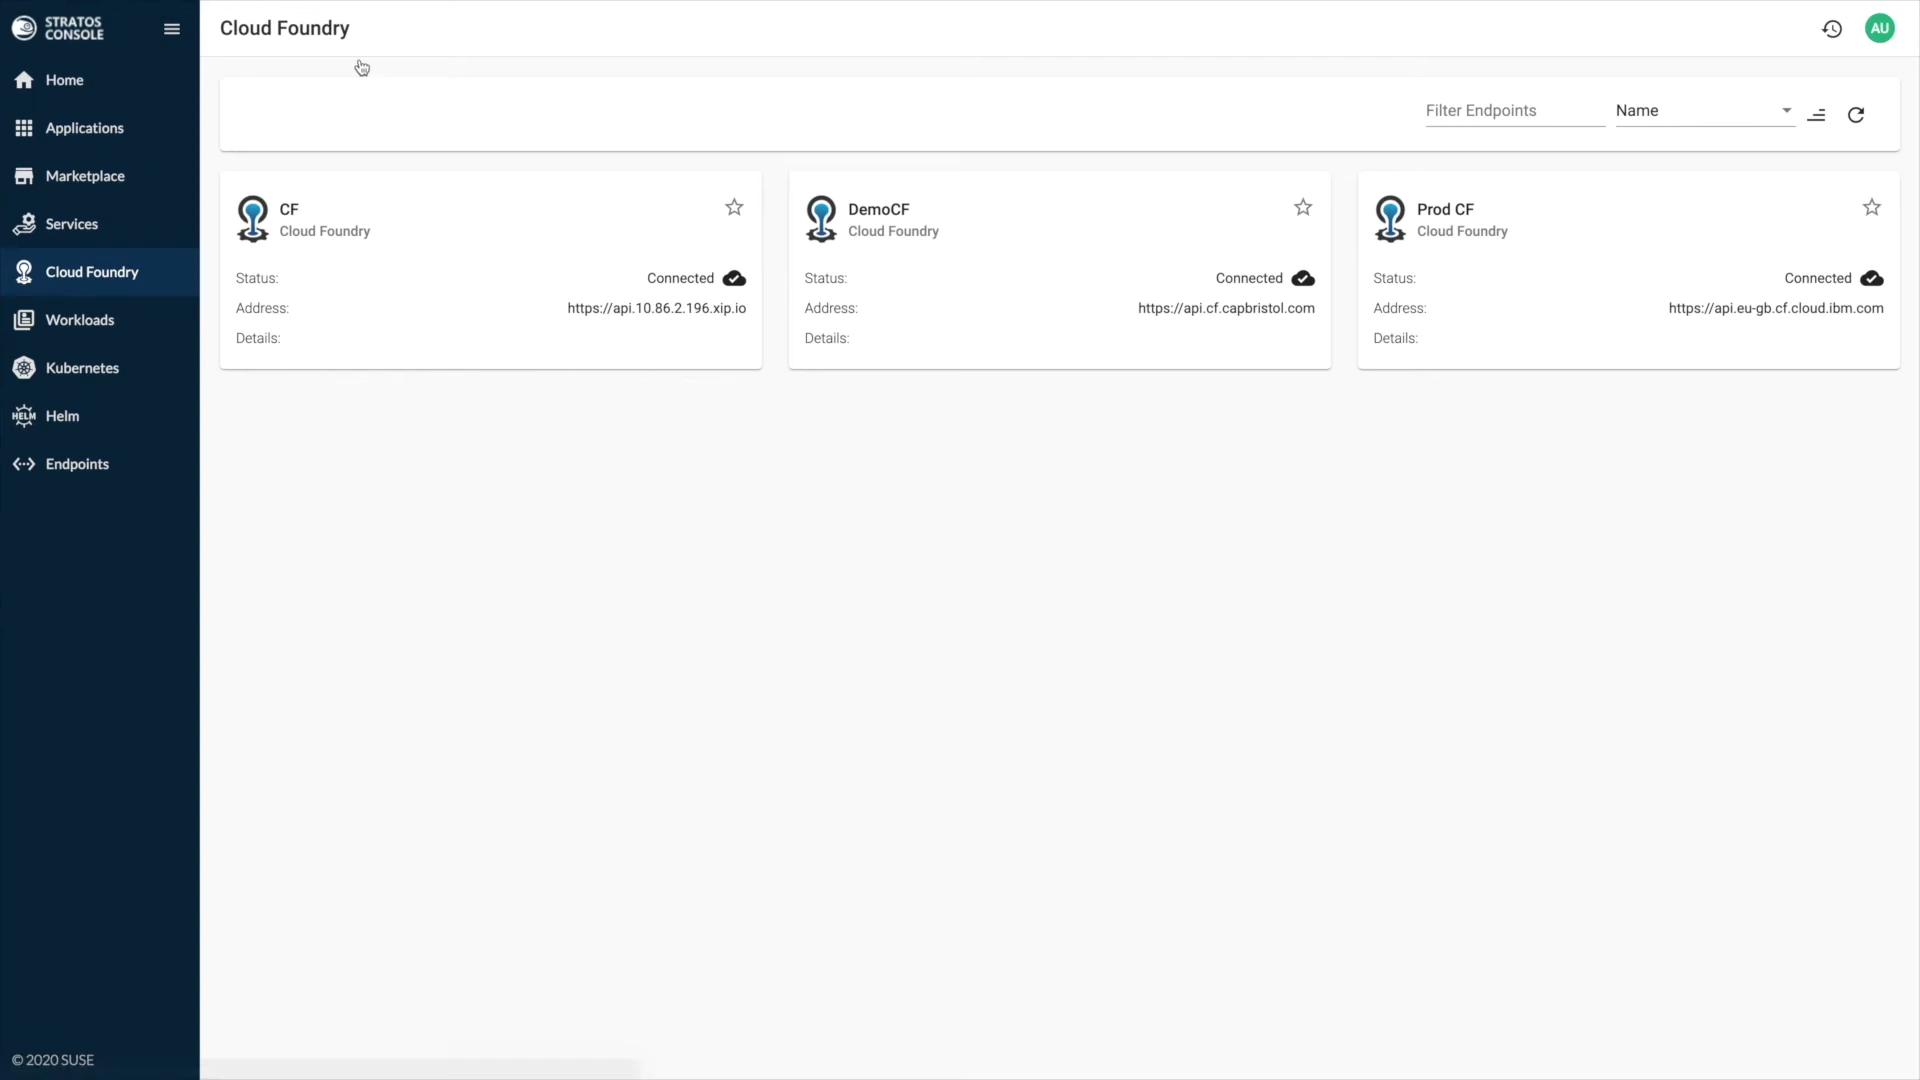 STRATOS
CONSOLE
Cloud Foundry
AU
Home
Applications
Marketplace
Services
Cloud Foundry
Workloads
Kubernetes
HELM Helm
Endpoints
Filter Endpoints
Name
CF
Cloud Foundry
Status: Connected
Address: https://api.10.86.2.196.xip.io
Details:
DemoCF
Cloud Foundry
Status: Connected
Address: https://api.cf.capbristol.com
Details:
Prod CF
Cloud Foundry
Status: Connected
Address: https://api.eu-gb.cf.cloud.ibm.com
Details:
© 2020 SUSE